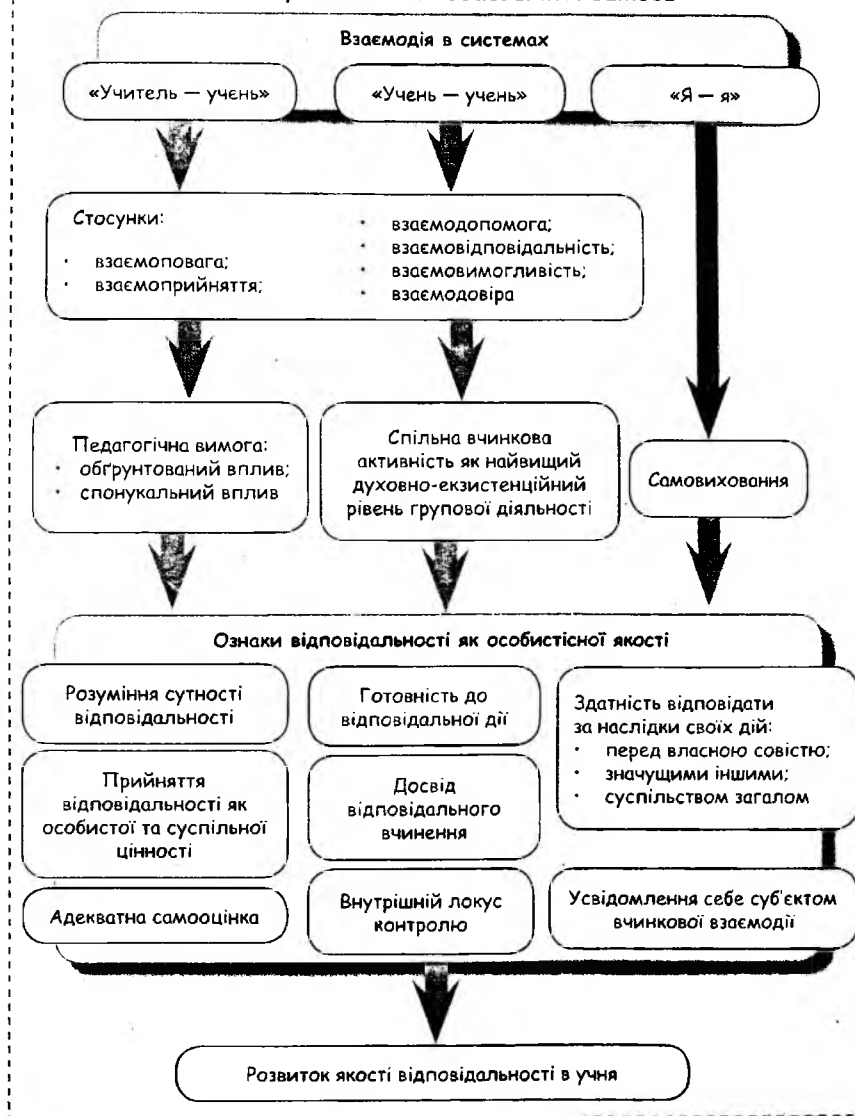 Взаємодія в системах
«Учитель — учень»
«Учень — учень»
«Я — я»
Стосунки:
· взаємоповага;
· взаємоприйняття;
· взаємодопомога;
· взаємовідповідальність;
· взаємовимогливість;
· взаємодовіра
Педагогічна вимога:
· обґрунтований вплив;
· спонукальний вплив
Спільна вчинкова
активність як найвищий
духовно-екзистенційний
рівень групової діяльності
Самовиховання
Ознаки відповідальності як особистісної якості
Розуміння сутності
відповідальності
Готовність до
відповідальної дії
Здатність відповідати
за наслідки своїх дій:
· перед власною совістю;
· значущими іншими;
· суспільством загалом
Прийняття
відповідальності як
особистої та суспільної
цінності
Досвід
відповідального
вчинення
Адекватна самооцінка
Внутрішній локус
контролю
Усвідомлення себе суб'єктом
вчинкової взаємодії
Розвиток якості відповідальності в учня